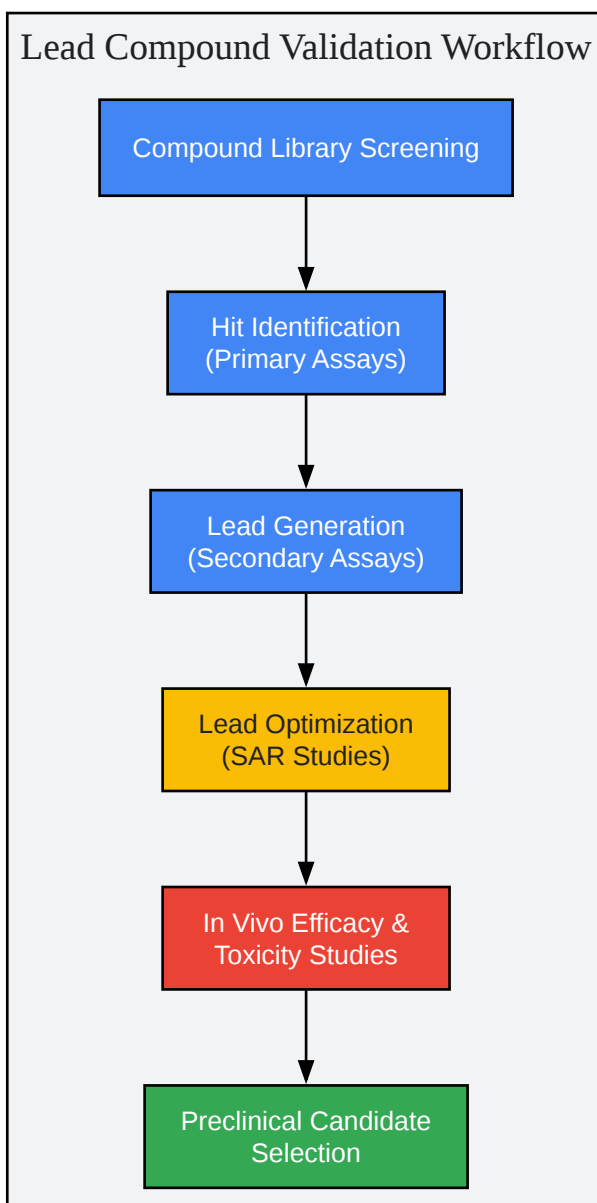 Lead Compound Validation Workflow
Compound Library Screening
Hit Identification
(Primary Assays)
Lead Generation
(Secondary Assays)
Lead Optimization
(SAR Studies)
In Vivo Efficacy &
Toxicity Studies
Preclinical Candidate
Selection